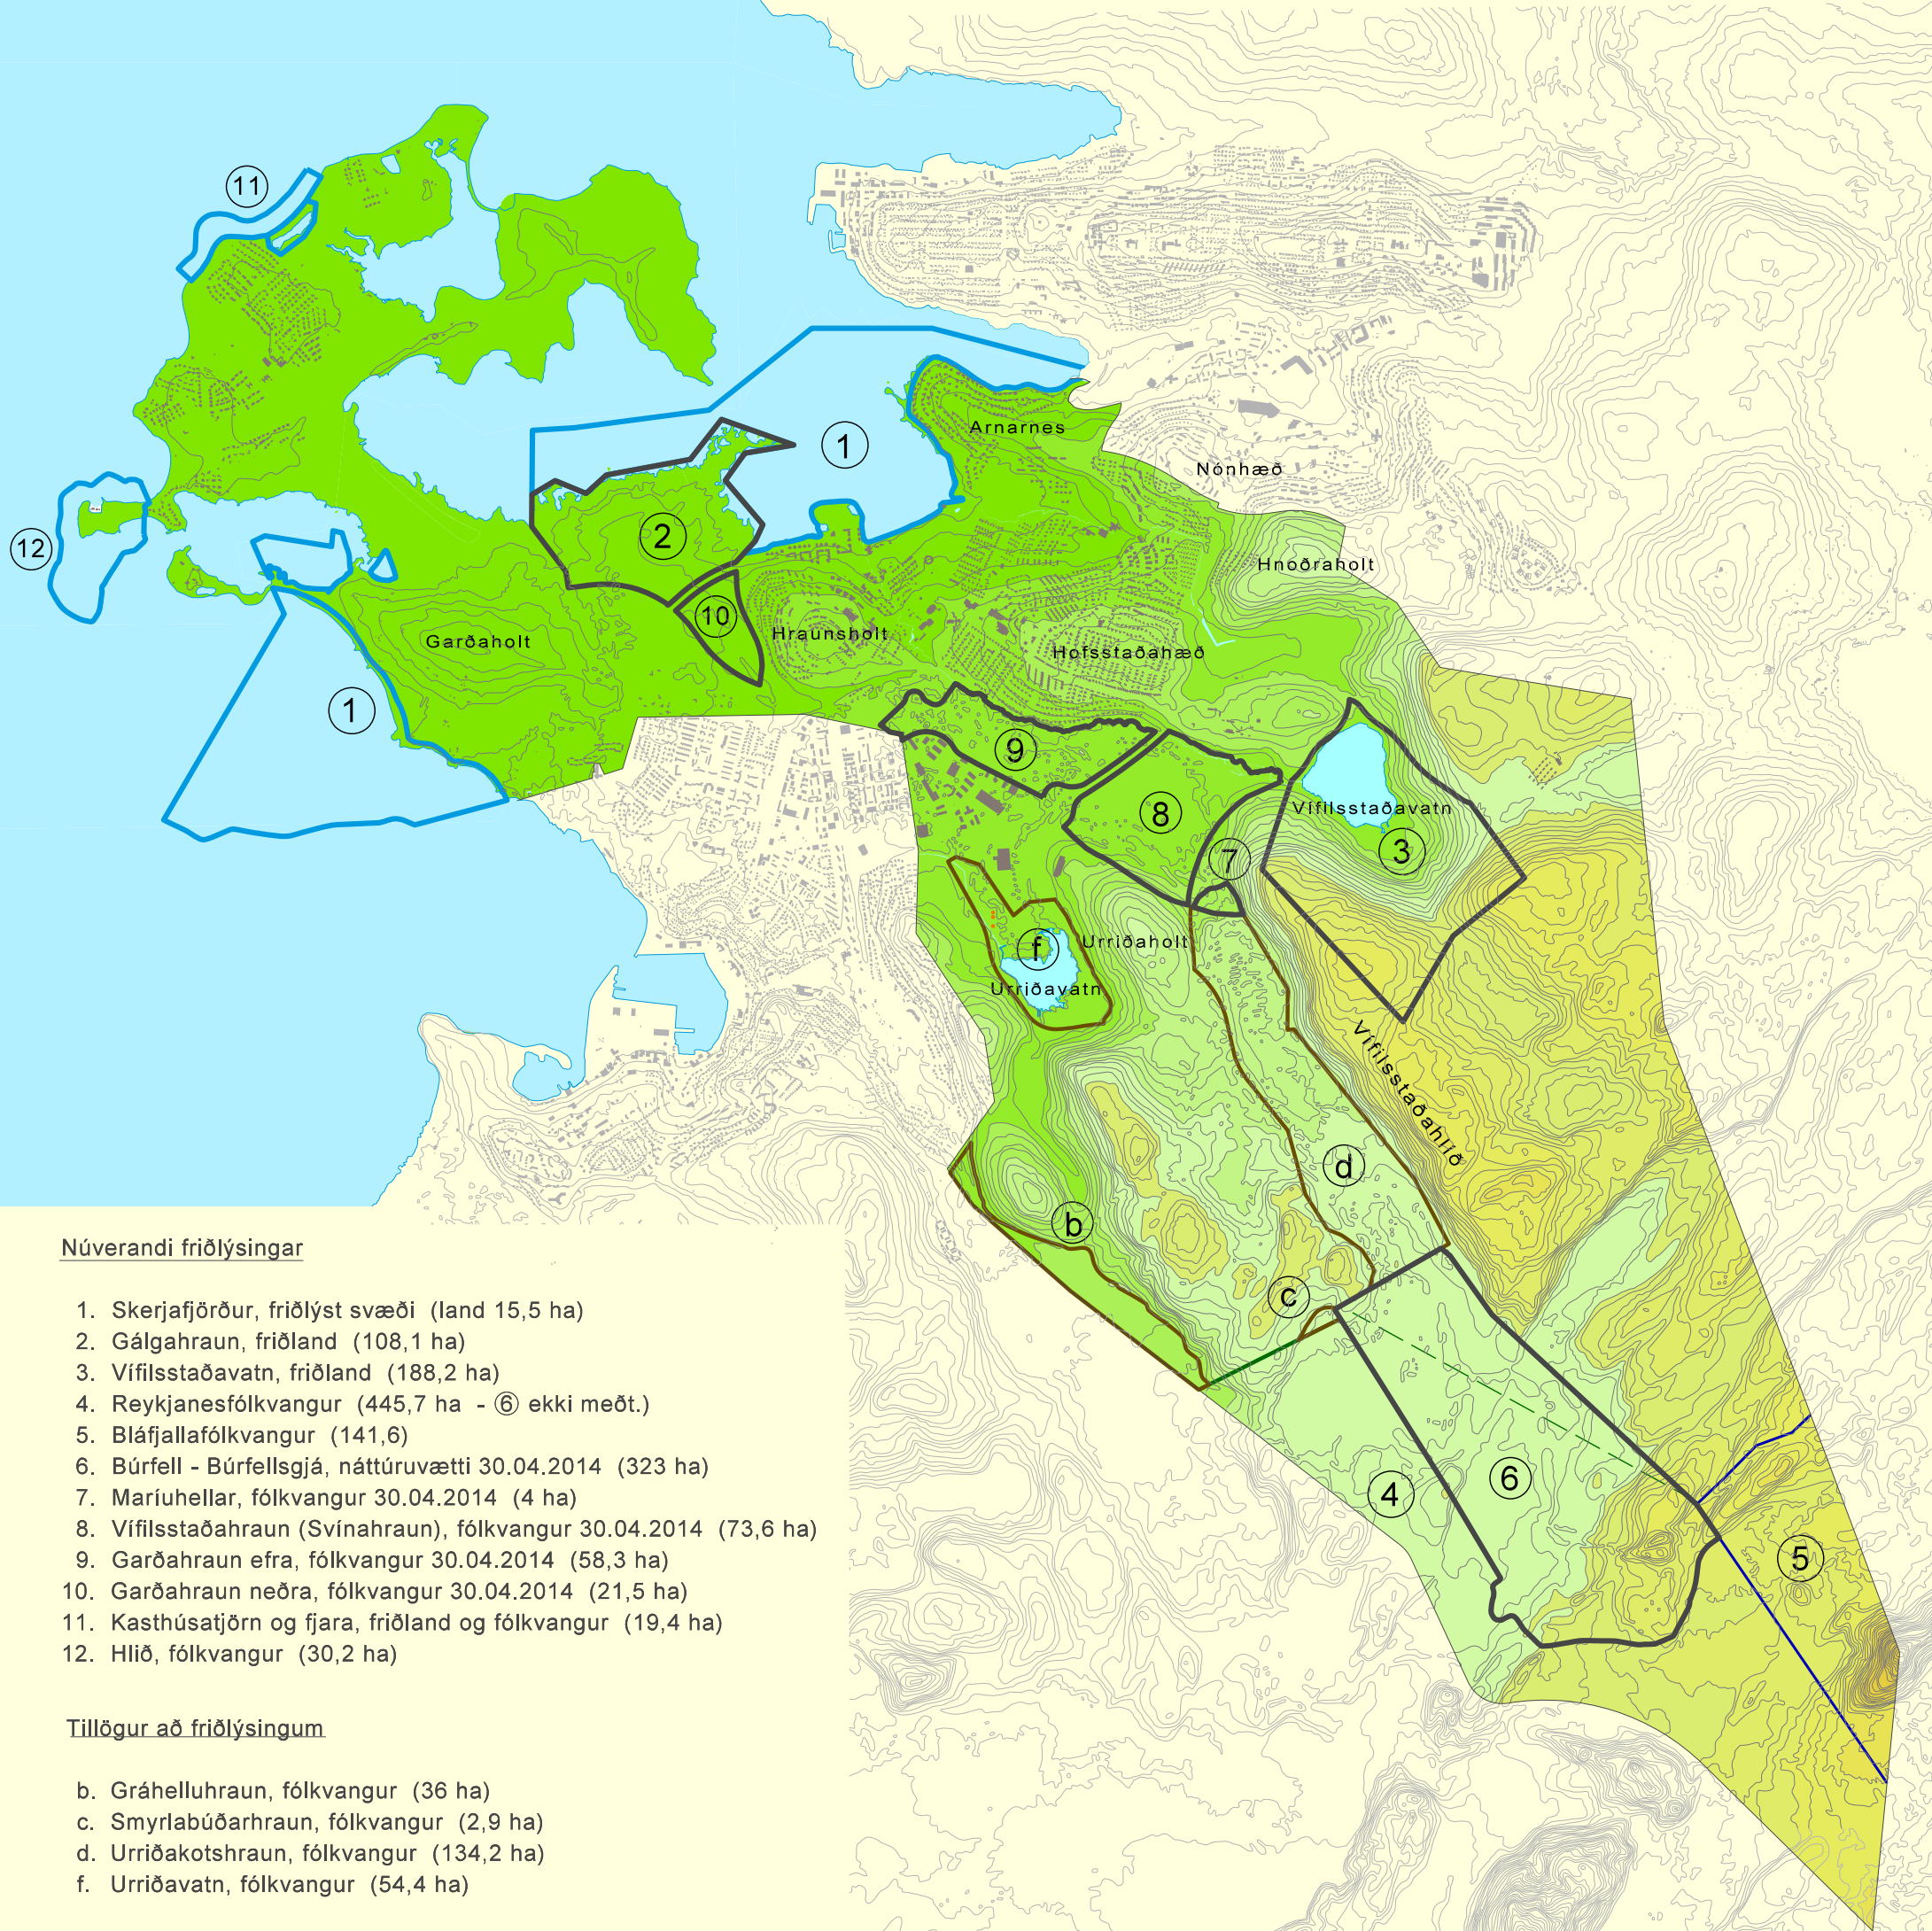 11
1
Arnarnes
Nónhæð
2
12
Hnoðraholt
10
Garðaholt
Hraunsholt
Hofsstaðahæð
1
9
Vífilsstaðavatn
8
3
7
Urriðaholt
f
Urriðavatn
Vífilsstaðahlíð
d
b
c
4
6
5
Núverandi friðlýsingar
1. Skerjafjörður, friðlýst svæði (land 15,5 ha)
2. Gálgahraun, friðland (108,1 ha)
3. Vífilsstaðavatn, friðland (188,2 ha)
4. Reykjanesfólkvangur (445,7 ha - ⑥ ekki meðt.)
5. Bláfjallafólkvangur (141,6)
6. Búrfell - Búrfellsgjá, náttúruvætti 30.04.2014 (323 ha)
7. Maríuhellar, fólkvangur 30.04.2014 (4 ha)
8. Vífilsstaðahraun (Svínahraun), fólkvangur 30.04.2014 (73,6 ha)
9. Garðahraun efra, fólkvangur 30.04.2014 (58,3 ha)
10. Garðahraun neðra, fólkvangur 30.04.2014 (21,5 ha)
11. Kasthúsatjörn og fjara, friðland og fólkvangur (19,4 ha)
12. Hlið, fólkvangur (30,2 ha)
Tillögur að friðlýsingum
b. Gráhelluhraun, fólkvangur (36 ha)
c. Smyrlabúðarhraun, fólkvangur (2,9 ha)
d. Urriðakotshraun, fólkvangur (134,2 ha)
f. Urriðavatn, fólkvangur (54,4 ha)